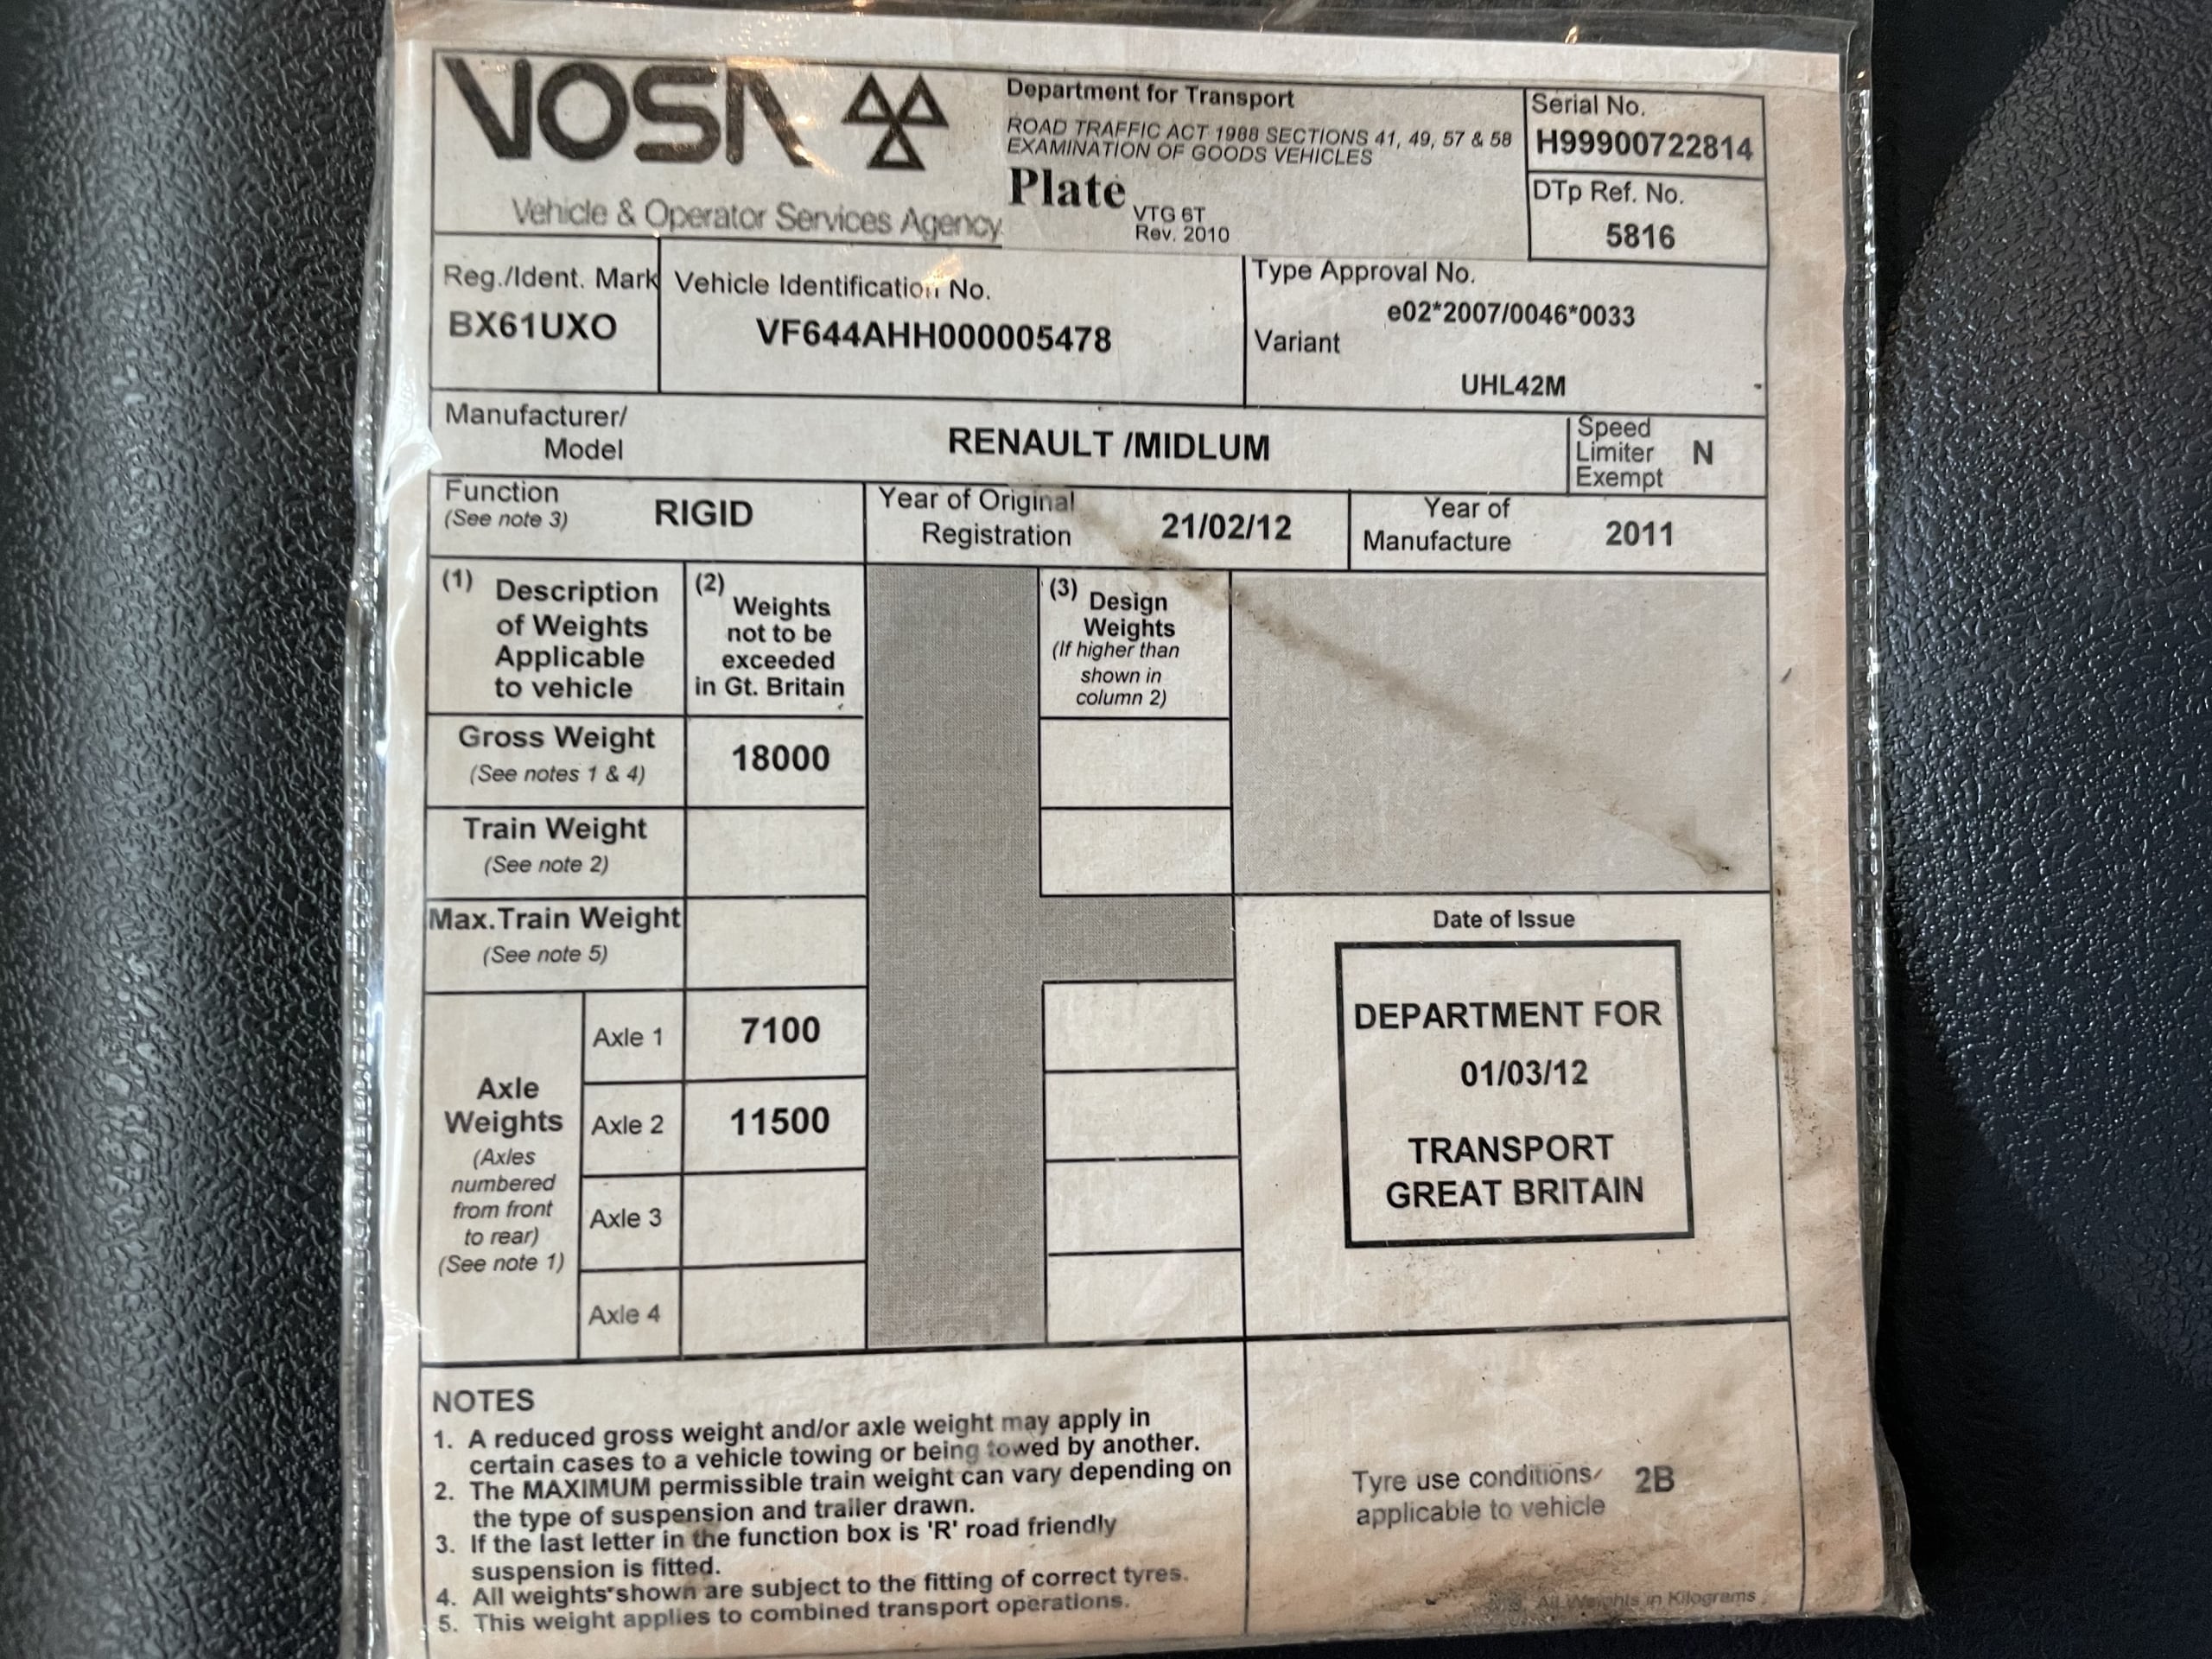 VOSA
Vehicle & Operator Services Agency
Department for Transport
ROAD TRAFFIC ACT 1988 SECTIONS 41, 49, 57 & 58
EXAMINATION OF GOODS VEHICLES
Plate
VTG 6T
Rev. 2010
Serial No.
H99900722814
DTp Ref. No.
5816
Reg./Ident. Mark
BX61UXO
Vehicle Identification No.
VF644AHH000005478
Type Approval No.
e02*2007/0046*0033
Variant
UHL42M
Manufacturer/
Model
RENAULT /MIDLUM
Speed
Limiter
Exempt
N
Function
(See note 3)
RIGID
Year of Original
Registration
21/02/12
Year of
Manufacture
2011
(1) Description
of Weights
Applicable
to vehicle
(2) Weights
not to be
exceeded
in Gt. Britain
(3) Design
Weights
(If higher than
shown in
column 2)
Gross Weight
(See notes 1 & 4)
18000
Train Weight
(See note 2)
Max.Train Weight
(See note 5)
Axle
Weights
(Axles
numbered
from front
to rear)
(See note 1)
Axle 1
7100
Axle 2
11500
Axle 3
Axle 4
Date of Issue
DEPARTMENT FOR
01/03/12
TRANSPORT
GREAT BRITAIN
NOTES
1. A reduced gross weight and/or axle weight may apply in
certain cases to a vehicle towing or being towed by another.
2. The MAXIMUM permissible train weight can vary depending on
the type of suspension and trailer drawn.
3. If the last letter in the function box is 'R' road friendly
suspension is fitted.
4. All weights shown are subject to the fitting of correct tyres.
5. This weight applies to combined transport operations.
Tyre use conditions
applicable to vehicle
2B
All Weights in Kilograms